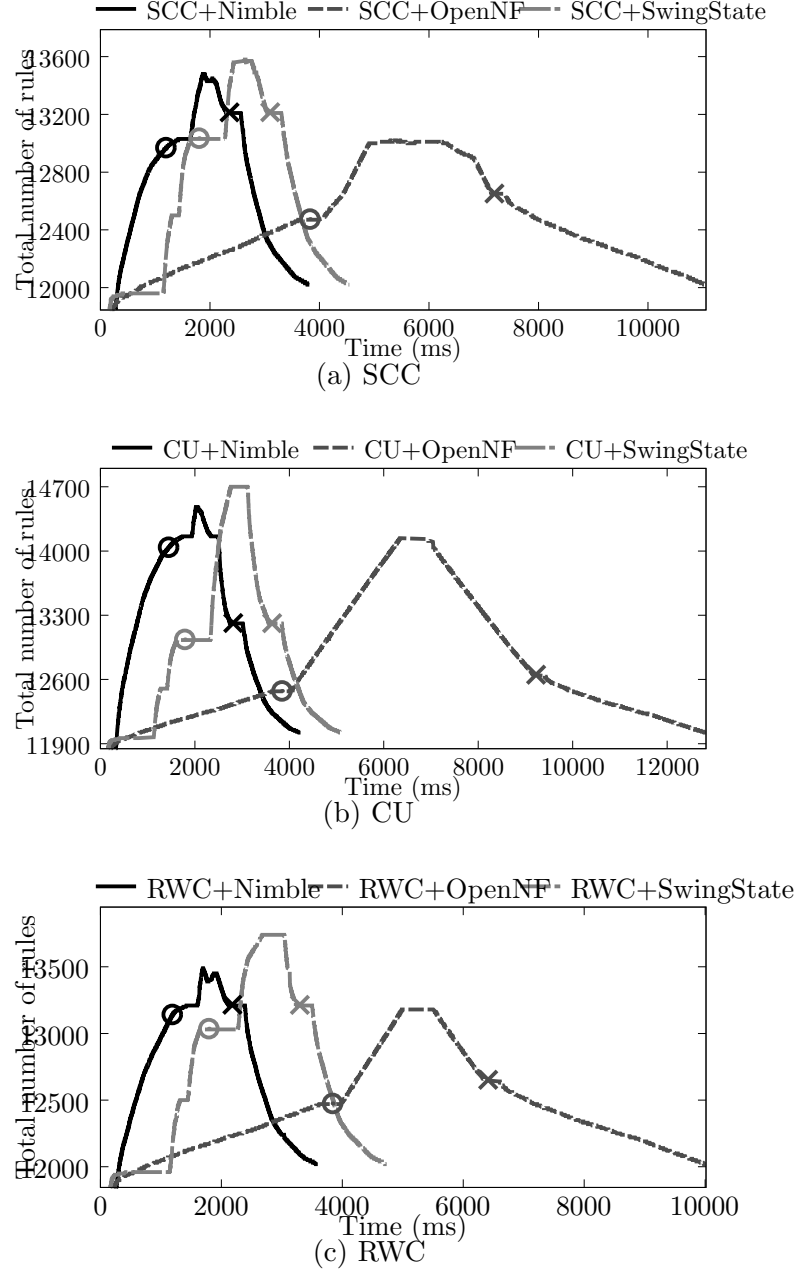 SCC+Nimble SCC+OpenNF SCC+SwingState
Total number of rules
13600
13200
12800
12400
12000
0 2000 4000 6000 8000 10000
Time (ms)
(a) SCC
CU+Nimble CU+OpenNF CU+SwingState
Total number of rules
14700
14000
13300
12600
11900
0 2000 4000 6000 8000 10000 12000
Time (ms)
(b) CU
RWC+Nimble RWC+OpenNF RWC+SwingState
Total number of rules
13500
13000
12500
12000
0 2000 4000 6000 8000 10000
Time (ms)
(c) RWC